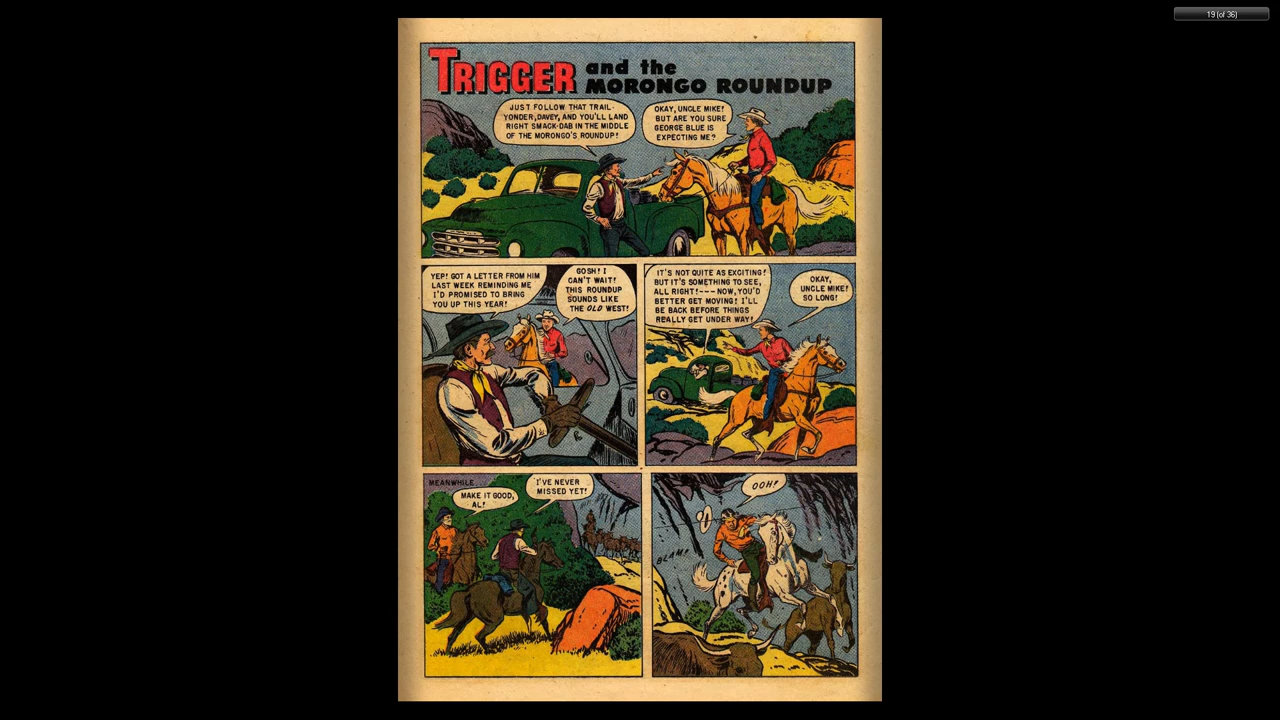 19 (of 36)
TRIGGER and the
MORONGO ROUNDUP
JUST FOLLOW THAT TRAIL
YONDER, DAVEY, AND YOU'LL LAND
RIGHT SMACK-DAB IN THE MIDDLE
OF THE MORONGO'S ROUNDUP!
OKAY, UNCLE MIKE!
BUT ARE YOU SURE
GEORGE BLUE IS
EXPECTING ME?
YEP! GOT A LETTER FROM HIM
LAST WEEK REMINDING ME
I'D PROMISED TO BRING
YOU UP THIS YEAR!
GOSH! I
CAN'T WAIT!
THIS ROUNDUP
SOUNDS LIKE
THE OLD WEST!
IT'S NOT QUITE AS EXCITING!
BUT IT'S SOMETHING TO SEE,
ALL RIGHT!--- NOW, YOU'D
BETTER GET MOVING! I'LL
BE BACK BEFORE THINGS
REALLY GET UNDER WAY!
OKAY,
UNCLE MIKE!
SO LONG!
MEANWHILE
MAKE IT GOOD,
AL!
I'VE NEVER
MISSED YET!
OOH!
BLAM!